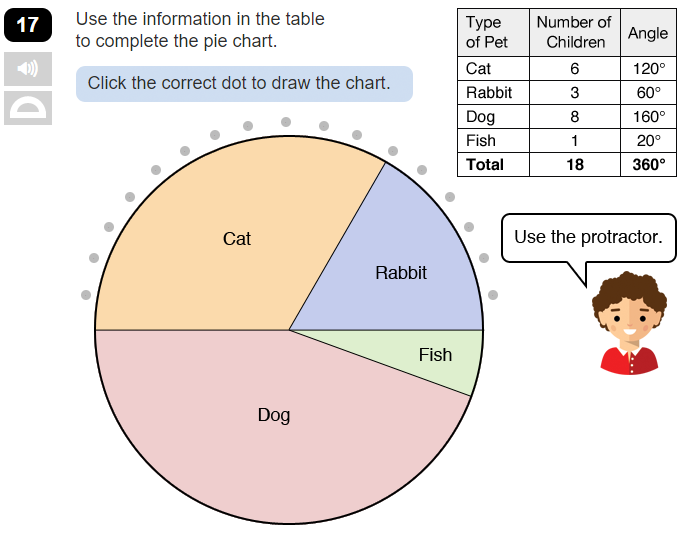 17
Use the information in the table
to complete the pie chart.
Click the correct dot to draw the chart.
Type of Pet Number of Children Angle
Cat 6 120°
Rabbit 3 60°
Dog 8 160°
Fish 1 20°
Total 18 360°
Cat
Rabbit
Fish
Dog
Use the protractor.